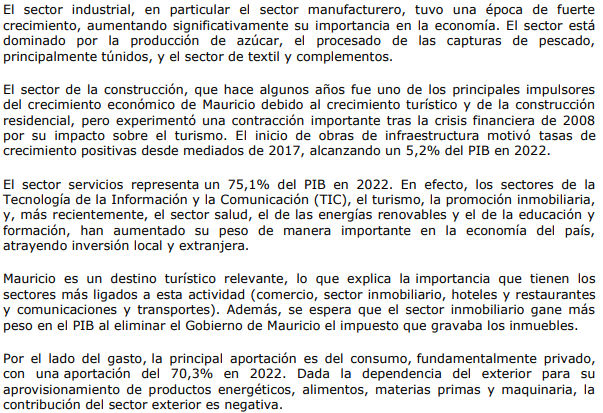 El sector industrial, en particular el sector manufacturero, tuvo una época de fuerte
crecimiento, aumentando significativamente su importancia en la economía. El sector está
dominado por la producción de azúcar, el procesado de las capturas de pescado,
principalmente túnidos, y el sector de textil y complementos.
El sector de la construcción, que hace algunos años fue uno de los principales impulsores
del crecimiento económico de Mauricio debido al crecimiento turístico y de la construcción
residencial, pero experimentó una contracción importante tras la crisis financiera de 2008
por su impacto sobre el turismo. El inicio de obras de infraestructura motivó tasas de
crecimiento positivas desde mediados de 2017, alcanzando un 5,2% del PIB en 2022.
El sector servicios representa un 75,1% del PIB en 2022. En efecto, los sectores de la
Tecnología de la Información y la Comunicación (TIC), el turismo, la promoción inmobiliaria,
y, más recientemente, el sector salud, el de las energías renovables y el de la educación y
formación, han aumentado su peso de manera importante en la economía del país,
atrayendo inversión local y extranjera.
Mauricio es un destino turístico relevante, lo que explica la importancia que tienen los
sectores más ligados a esta actividad (comercio, sector inmobiliario, hoteles y restaurantes
y comunicaciones y transportes). Además, se espera que el sector inmobiliario gane más
peso en el PIB al eliminar el Gobierno de Mauricio el impuesto que gravaba los inmuebles.
Por el lado del gasto, la principal aportación es del consumo, fundamentalmente privado,
con una aportación del 70,3% en 2022. Dada la dependencia del exterior para su
aprovisionamiento de productos energéticos, alimentos, materias primas y maquinaria, la
contribución del sector exterior es negativa.